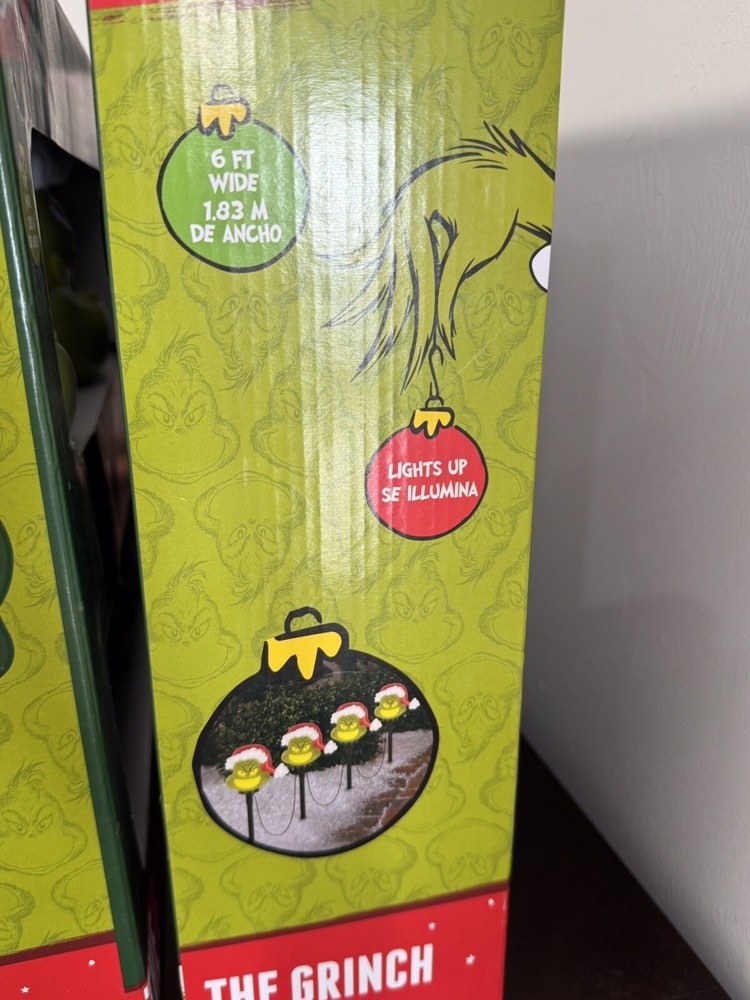 6 FT
WIDE
1.83 M
DE ANCHO
LIGHTS UP
SE ILLUMINA
THE GRINCH